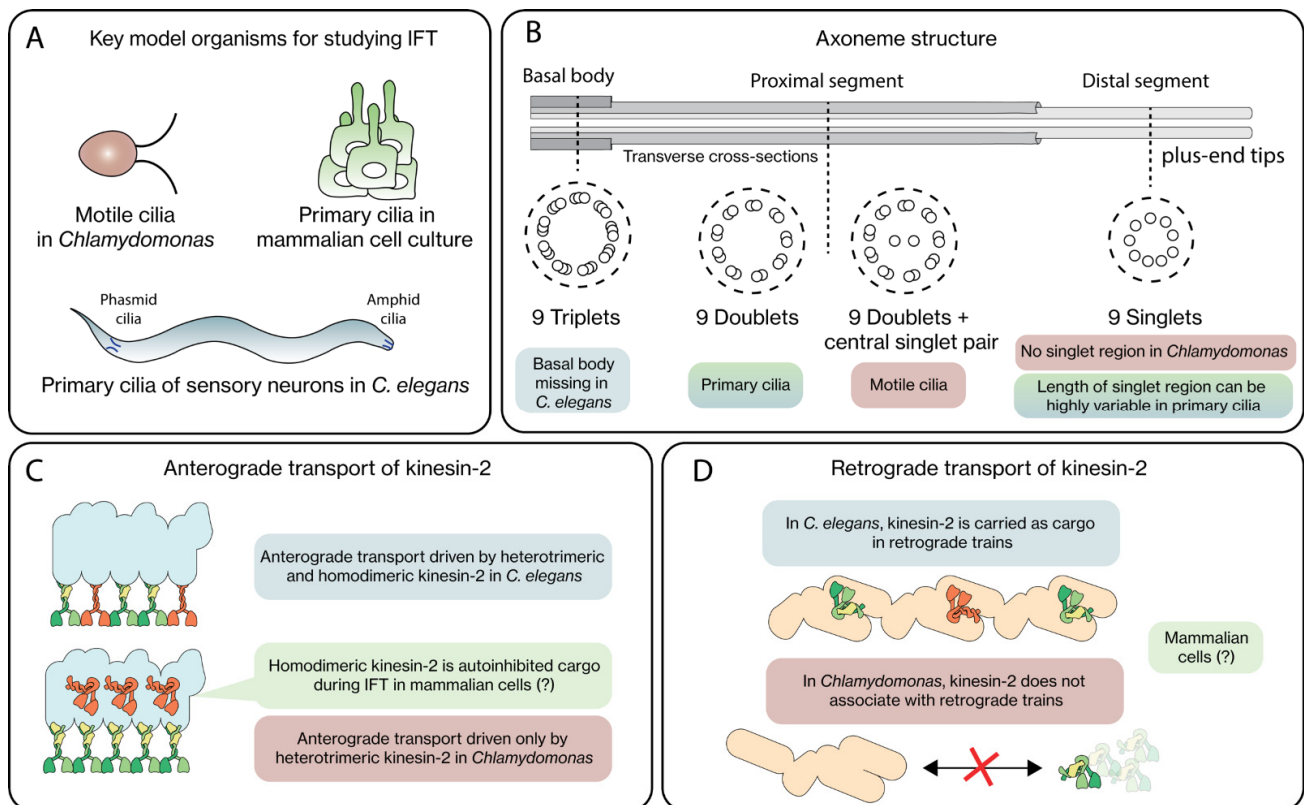 A
Key model organisms for studying IFT
Motile cilia
in Chlamydomonas
Primary cilia in
mammalian cell culture
Phasmid
cilia
Amphid
cilia
Primary cilia of sensory neurons in C. elegans
B
Axoneme structure
Basal body
Proximal segment
Distal segment
Transverse cross-sections
plus-end tips
9 Triplets
9 Doublets
9 Doublets +
central singlet pair
9 Singlets
Basal body
missing in
C. elegans
Primary cilia
Motile cilia
No singlet region in Chlamydomonas
Length of singlet region can be
highly variable in primary cilia
C
Anterograde transport of kinesin-2
Anterograde transport driven by heterotrimeric
and homodimeric kinesin-2 in C. elegans
Homodimeric kinesin-2 is autoinhibited cargo
during IFT in mammalian cells (?)
Anterograde transport driven only by
heterotrimeric kinesin-2 in Chlamydomonas
D
Retrograde transport of kinesin-2
In C. elegans, kinesin-2 is carried as cargo
in retrograde trains
Mammalian
cells (?)
In Chlamydomonas, kinesin-2 does not
associate with retrograde trains